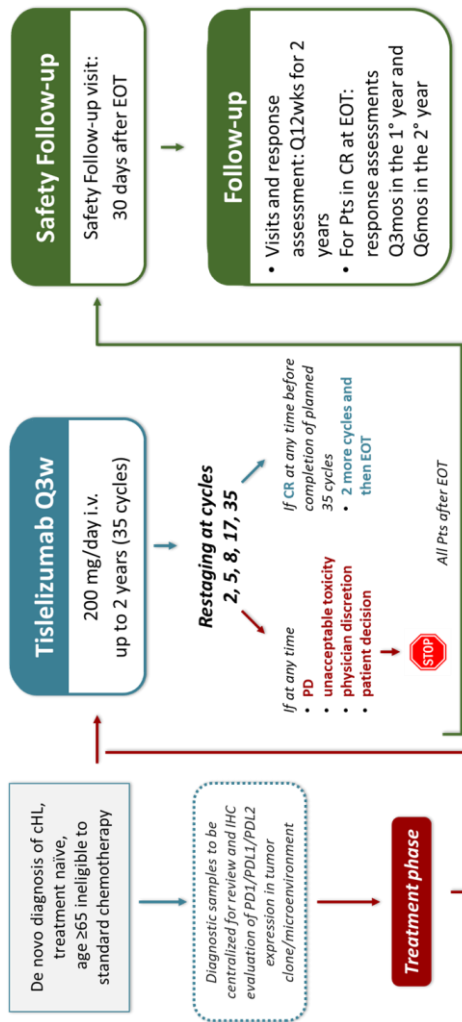 De novo diagnosis of cHL,
treatment naïve,
age ≥65 ineligible to
standard chemotherapy
Diagnostic samples to be
centralized for review and IHC
evaluation of PD1/PDL1/PDL2
expression in tumor
clone/microenvironment
Treatment phase
Tislelizumab Q3w
200 mg/day i.v.
up to 2 years (35 cycles)
Restaging at cycles
2, 5, 8, 17, 35
If at any time
• PD
• unacceptable toxicity
• physician discretion
• patient decision
STOP
If CR at any time before
completion of planned
35 cycles
• 2 more cycles and
then EOT
All Pts after EOT
Safety Follow-up
Safety Follow-up visit:
30 days after EOT
Follow-up
• Visits and response
assessment: Q12wks for 2
years
• For Pts in CR at EOT:
response assessments
Q3mos in the 1° year and
Q6mos in the 2° year